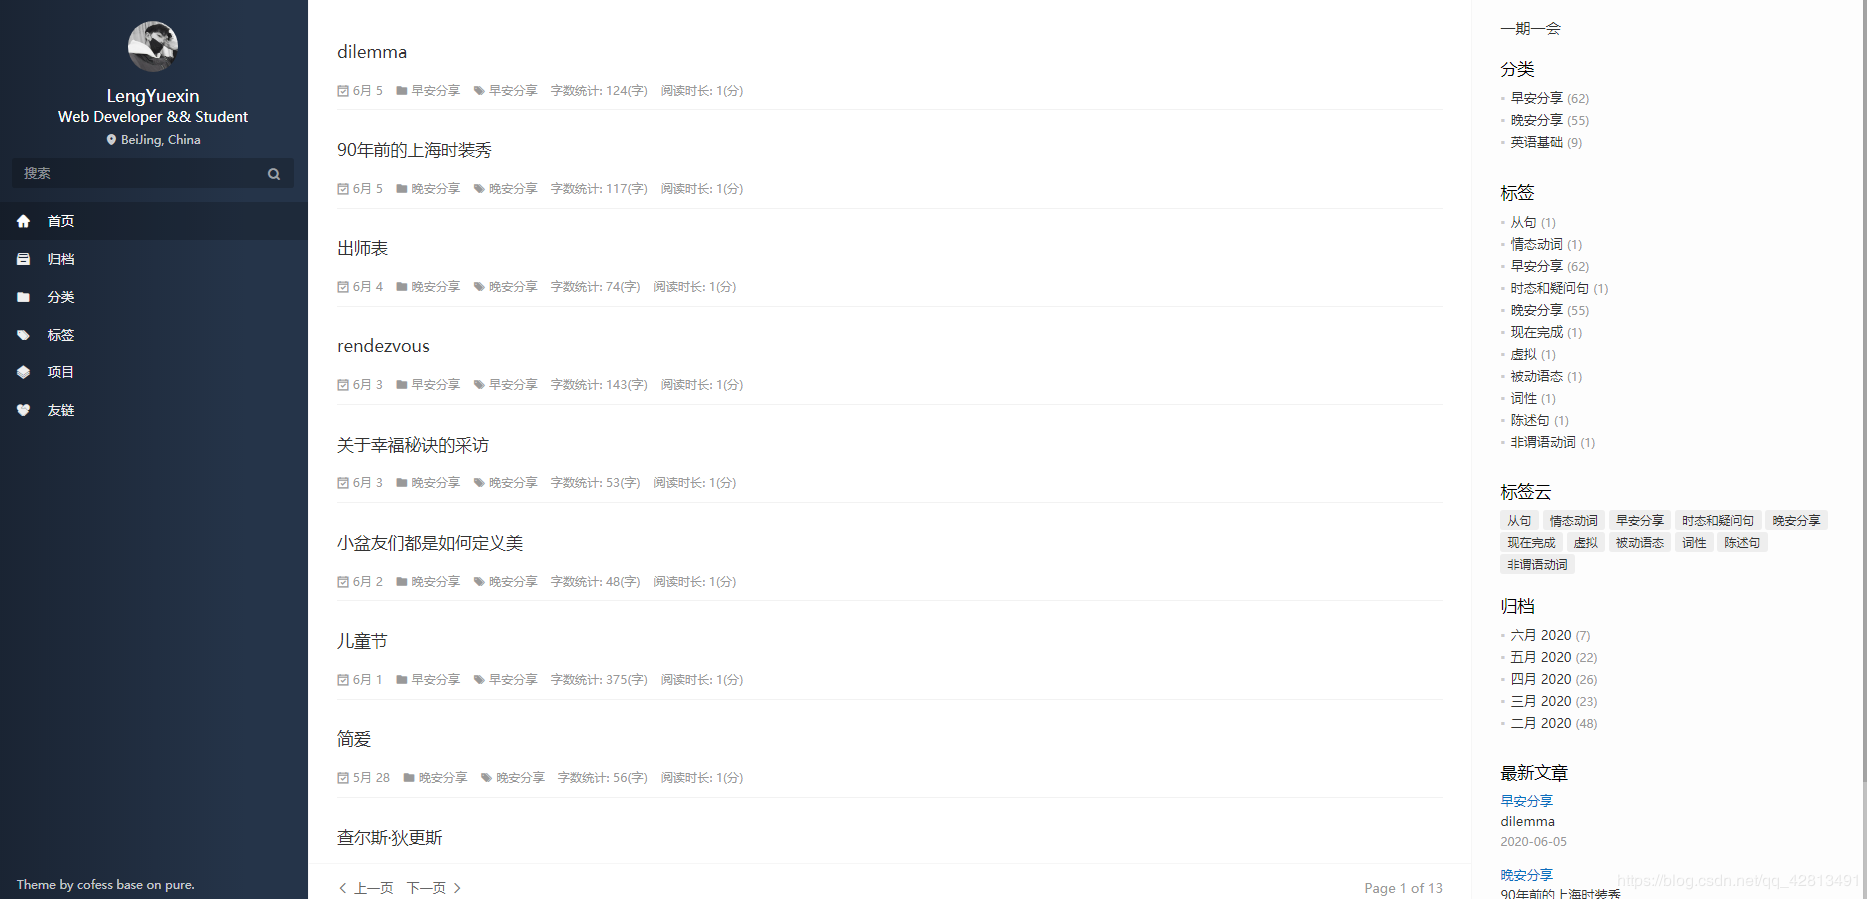 LengYuexin
Web Developer && Student
BeiJing, China
搜索
首页
归档
分类
标签
项目
友链
Theme by cofess base on pure.
dilemma
6月 5 早安分享 早安分享 字数统计: 124(字) 阅读时长: 1(分)
90年前的上海时装秀
6月 5 晚安分享 晚安分享 字数统计: 117(字) 阅读时长: 1(分)
出师表
6月 4 晚安分享 晚安分享 字数统计: 74(字) 阅读时长: 1(分)
rendezvous
6月 3 早安分享 早安分享 字数统计: 143(字) 阅读时长: 1(分)
关于幸福秘诀的采访
6月 3 晚安分享 晚安分享 字数统计: 53(字) 阅读时长: 1(分)
小盆友们都是如何定义美
6月 2 晚安分享 晚安分享 字数统计: 48(字) 阅读时长: 1(分)
儿童节
6月 1 早安分享 早安分享 字数统计: 375(字) 阅读时长: 1(分)
简爱
5月 28 晚安分享 晚安分享 字数统计: 56(字) 阅读时长: 1(分)
查尔斯·狄更斯
上一页 下一页 Page 1 of 13
一期一会
分类
早安分享 (62)
晚安分享 (55)
英语基础 (9)
标签
从句 (1)
情态动词 (1)
早安分享 (62)
时态和疑问句 (1)
晚安分享 (55)
现在完成 (1)
虚拟 (1)
被动语态 (1)
词性 (1)
陈述句 (1)
非谓语动词 (1)
标签云
从句 情态动词 早安分享 时态和疑问句 晚安分享
现在完成 虚拟 被动语态 词性 陈述句
非谓语动词
归档
六月 2020 (7)
五月 2020 (22)
四月 2020 (26)
三月 2020 (23)
二月 2020 (48)
最新文章
早安分享
dilemma
2020-06-05
晚安分享
90年前的上海时装秀
https://blog.csdn.net/qq_42813491